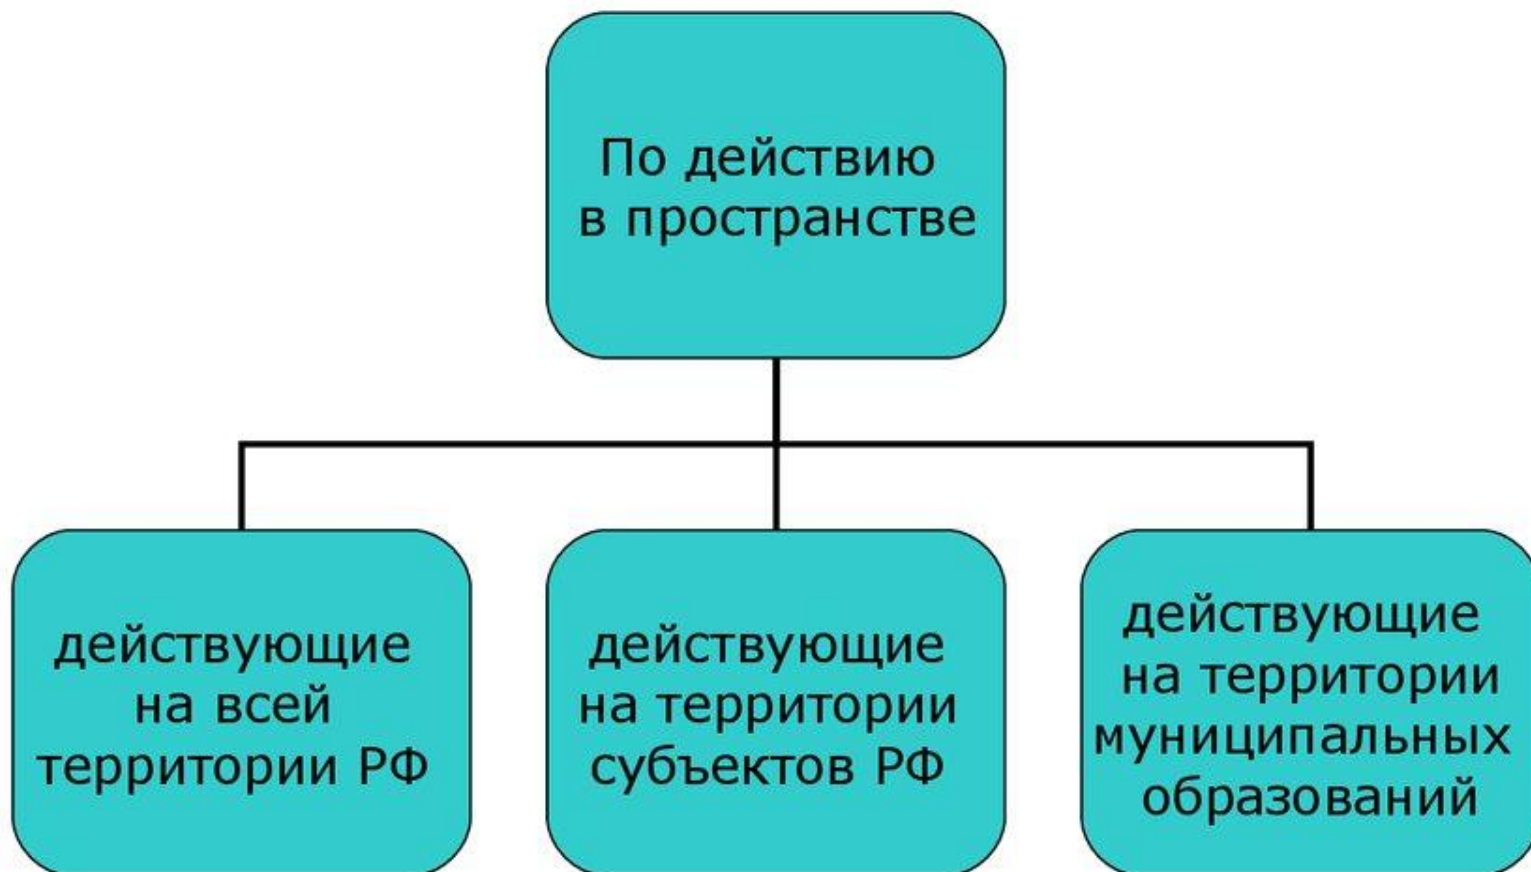 По действию
в пространстве
действующие
на всей
территории РФ
действующие
на территории
субъектов РФ
действующие
на территории
муниципальных
образований